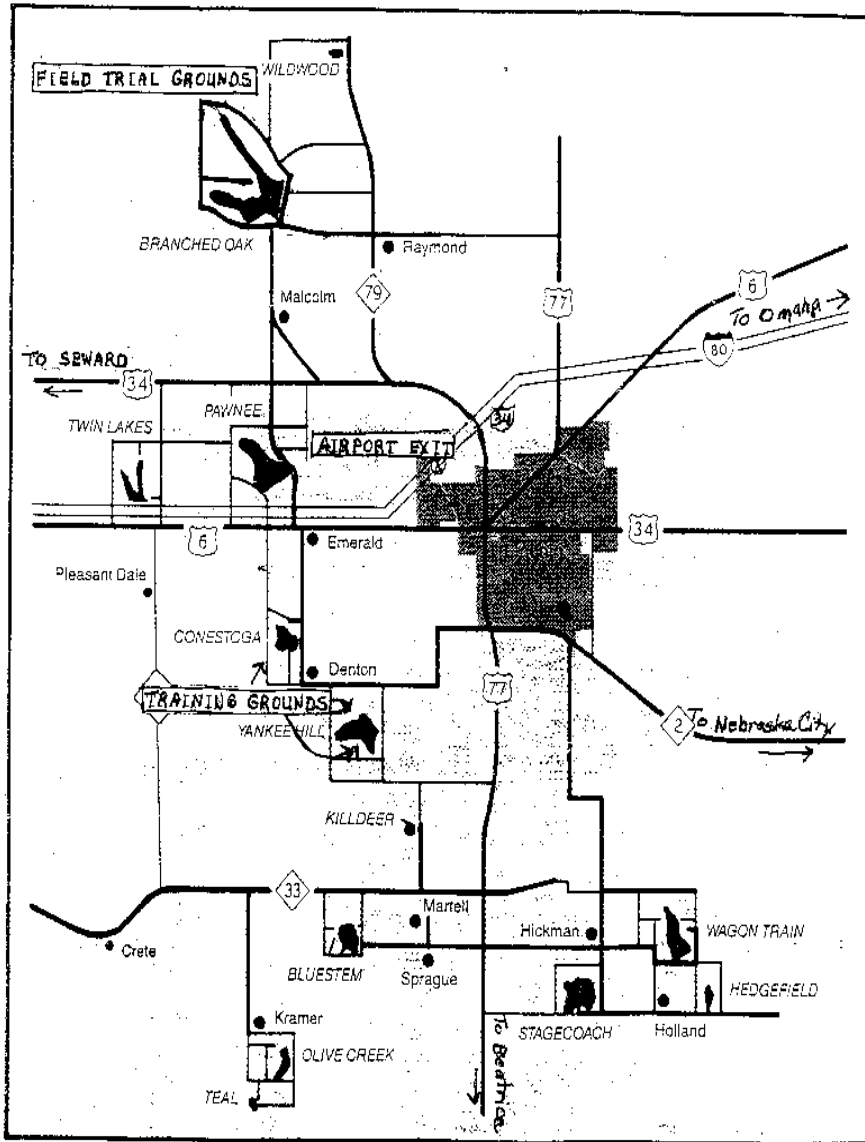 WILDWOOD
FIELD TRIAL GROUNDS
BRANCHED OAK
Raymond
6
79
77
Malcolm
To Omaha
80
TO SEWARD
34
34
PAWNEE
TWIN LAKES
AIRPORT EXIT
6
Emerald
34
Pleasant Dale
CONESTOGA
Denton
77
TRAINING GROUNDS
2
To Nebraska City
YANKEE HILL
KILLDEER
33
Martell
Hickman
WAGON TRAIN
Crete
BLUESTEM
Sprague
HEDGEFIELD
Kramer
STAGECOACH
Holland
To Beatrice
OLIVE CREEK
TEAL